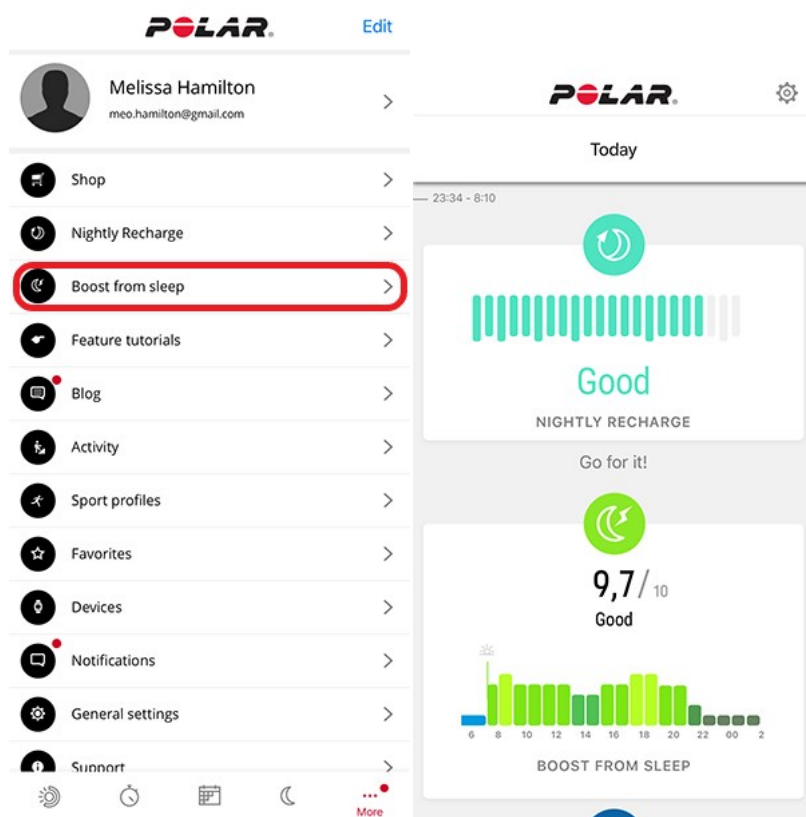 POLAR.
Edit
Melissa Hamilton
meo.hamilton@gmail.com
Shop
Nightly Recharge
Boost from sleep
Feature tutorials
Blog
Activity
Sport profiles
Favorites
Devices
Notifications
General settings
Support
More
POLAR.
Today
23:34 - 8:10
Good
NIGHTLY RECHARGE
Go for it!
9,7/ 10
Good
6 8 10 12 14 16 18 20 22 00 2
BOOST FROM SLEEP